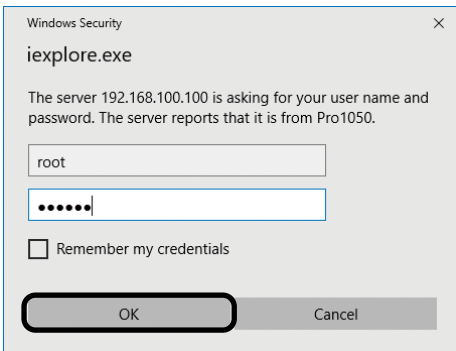 Windows Security
iexplore.exe
The server 192.168.100.100 is asking for your user name and
password. The server reports that it is from Pro1050.
root
●●●●●●
Remember my credentials
OK
Cancel